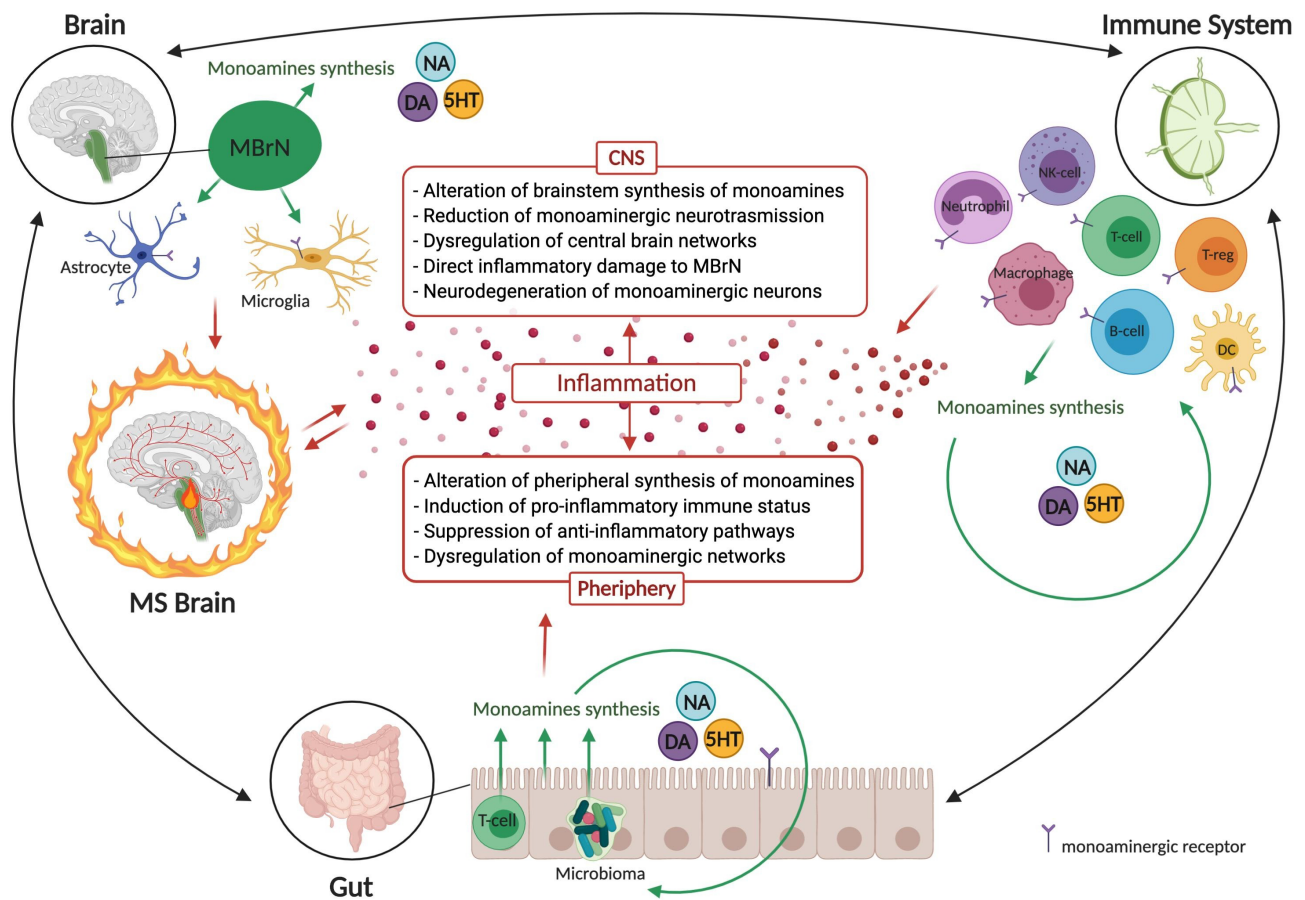 Brain
Immune System
Monoamines synthesis
NA
DA
5HT
MBrN
Astrocyte
Microglia
CNS
- Alteration of brainstem synthesis of monoamines
- Reduction of monoaminergic neurotrasmission
- Dysregulation of central brain networks
- Direct inflammatory damage to MBrN
- Neurodegeneration of monoaminergic neurons
NK-cell
Neutrophil
T-cell
T-reg
Macrophage
B-cell
DC
Inflammation
Monoamines synthesis
NA
DA
5HT
- Alteration of pheripheral synthesis of monoamines
- Induction of pro-inflammatory immune status
- Suppression of anti-inflammatory pathways
- Dysregulation of monoaminergic networks
Pheriphery
MS Brain
Monoamines synthesis
NA
DA
5HT
T-cell
Microbioma
Gut
monoaminergic receptor